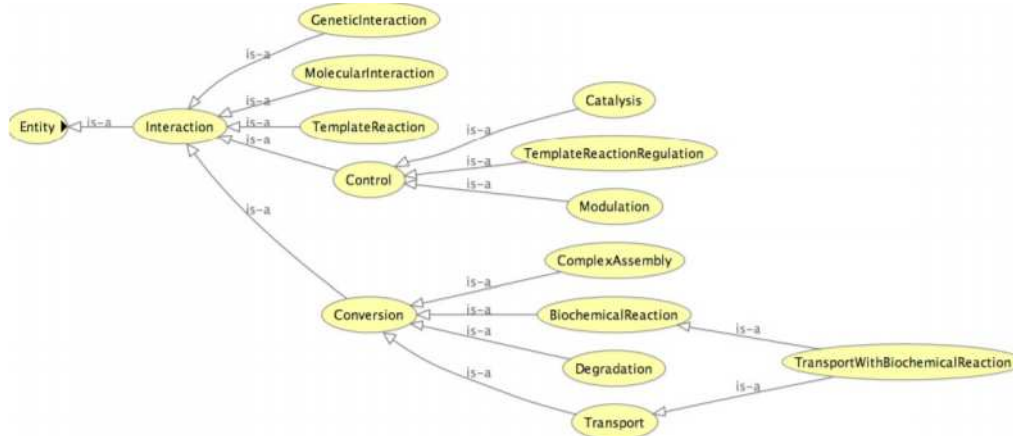 GeneticInteraction
is-a
MolecularInteraction
is-a
Entity
is-a
Interaction
is-a
TemplateReaction
is-a
Control
Catalysis
is-a
is-a
TemplateReactionRegulation
is-a
Modulation
is-a
ComplexAssembly
is-a
Conversion
is-a
BiochemicalReaction
is-a
is-a
Degradation
is-a
TransportWithBiochemicalReaction
is-a
is-a
Transport